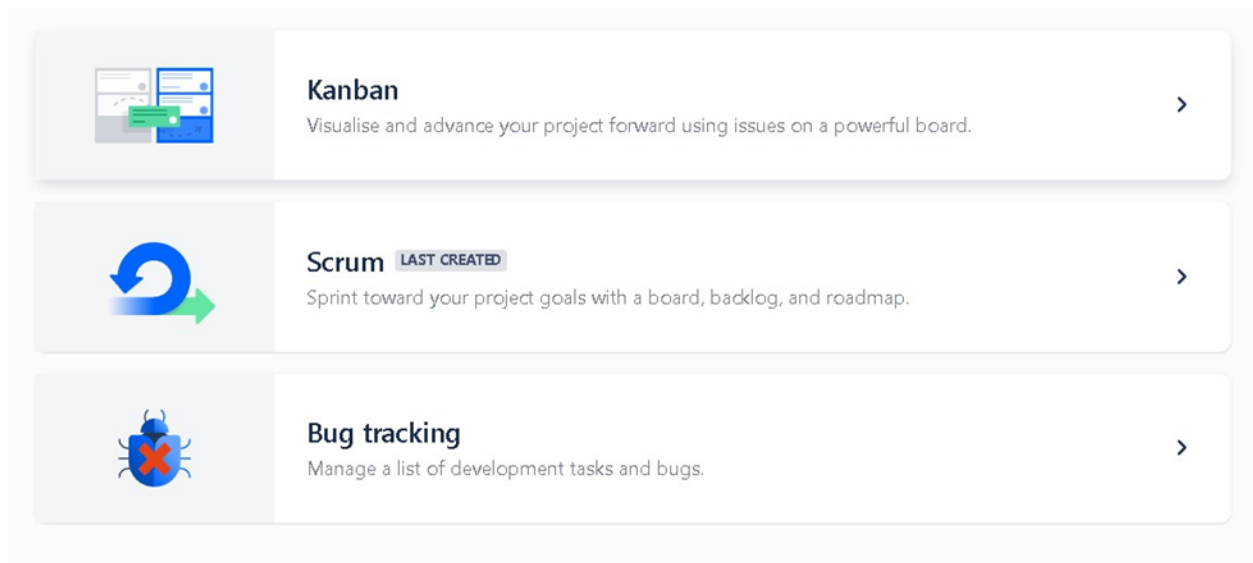 Kanban
Visualise and advance your project forward using issues on a powerful board.
Scrum LAST CREATED
Sprint toward your project goals with a board, backlog, and roadmap.
Bug tracking
Manage a list of development tasks and bugs.